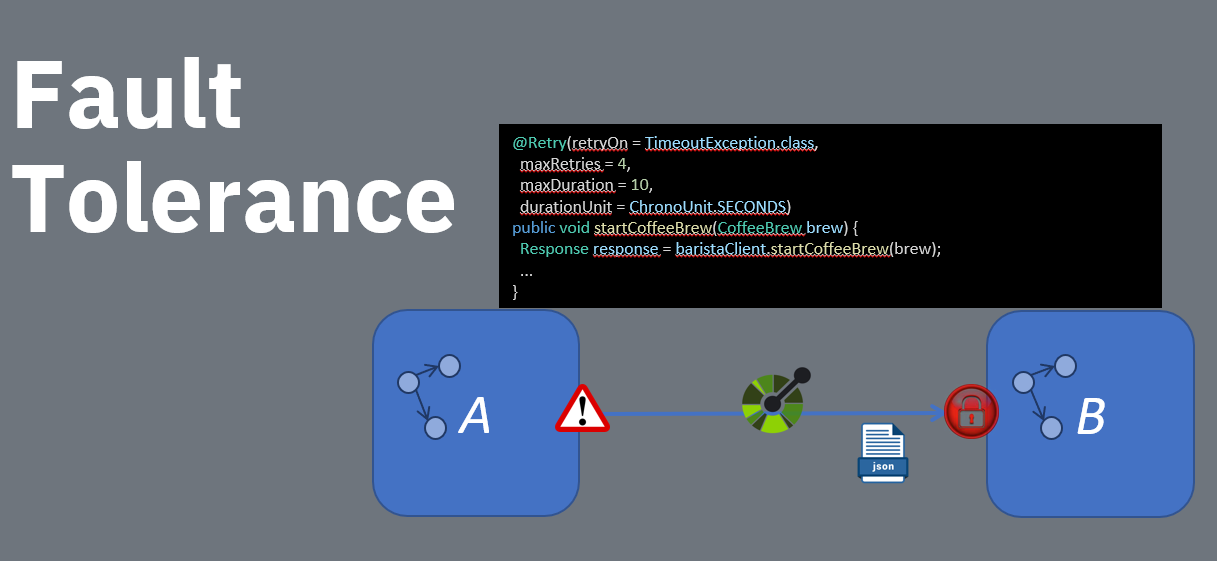 Fault
Tolerance
@Retry(retryOn = TimeoutException.class,
maxRetries = 4,
maxDuration = 10,
durationUnit = ChronoUnit.SECONDS)
public void startCoffeeBrew(CoffeeBrew brew) {
Response response = baristaClient.startCoffeeBrew(brew);
...
}
A
!
json
B